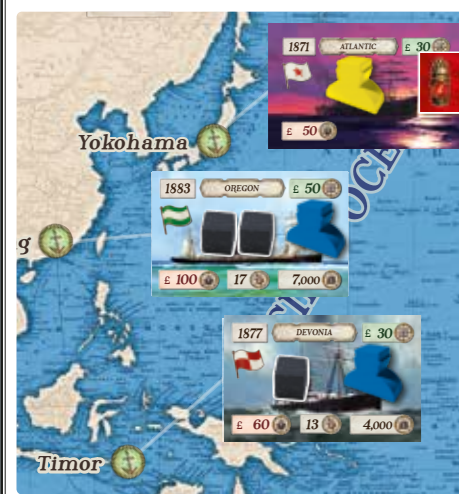 1871 ATLANTIC £ 30
£ 50
Yokohama
1883 OREGON £ 50
£ 100 17 7,000
g
OCE
1877 DEVONIA £ 30
£ 60 13 4,000
Timor